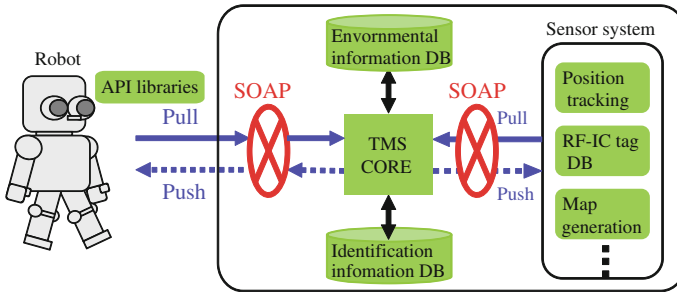 Robot
API libraries
Pull
Push
SOAP
Envornmental
information DB
TMS
CORE
Identification
infomation DB
SOAP
Pull
Push
Sensor system
Position
tracking
RF-IC tag
DB
Map
generation